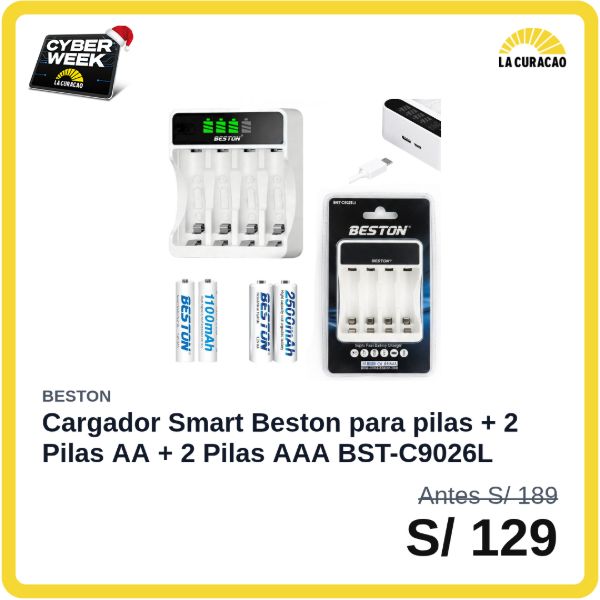 CYBER
WEEK
LA CURACAO
LA CURACAO
BESTON
BESTON
BESTON
1100mAh
BESTON
2500mAh
BESTON
BESTON
Cargador Smart Beston para pilas + 2
Pilas AA + 2 Pilas AAA BST-C9026L
Antes S/ 189
S/ 129